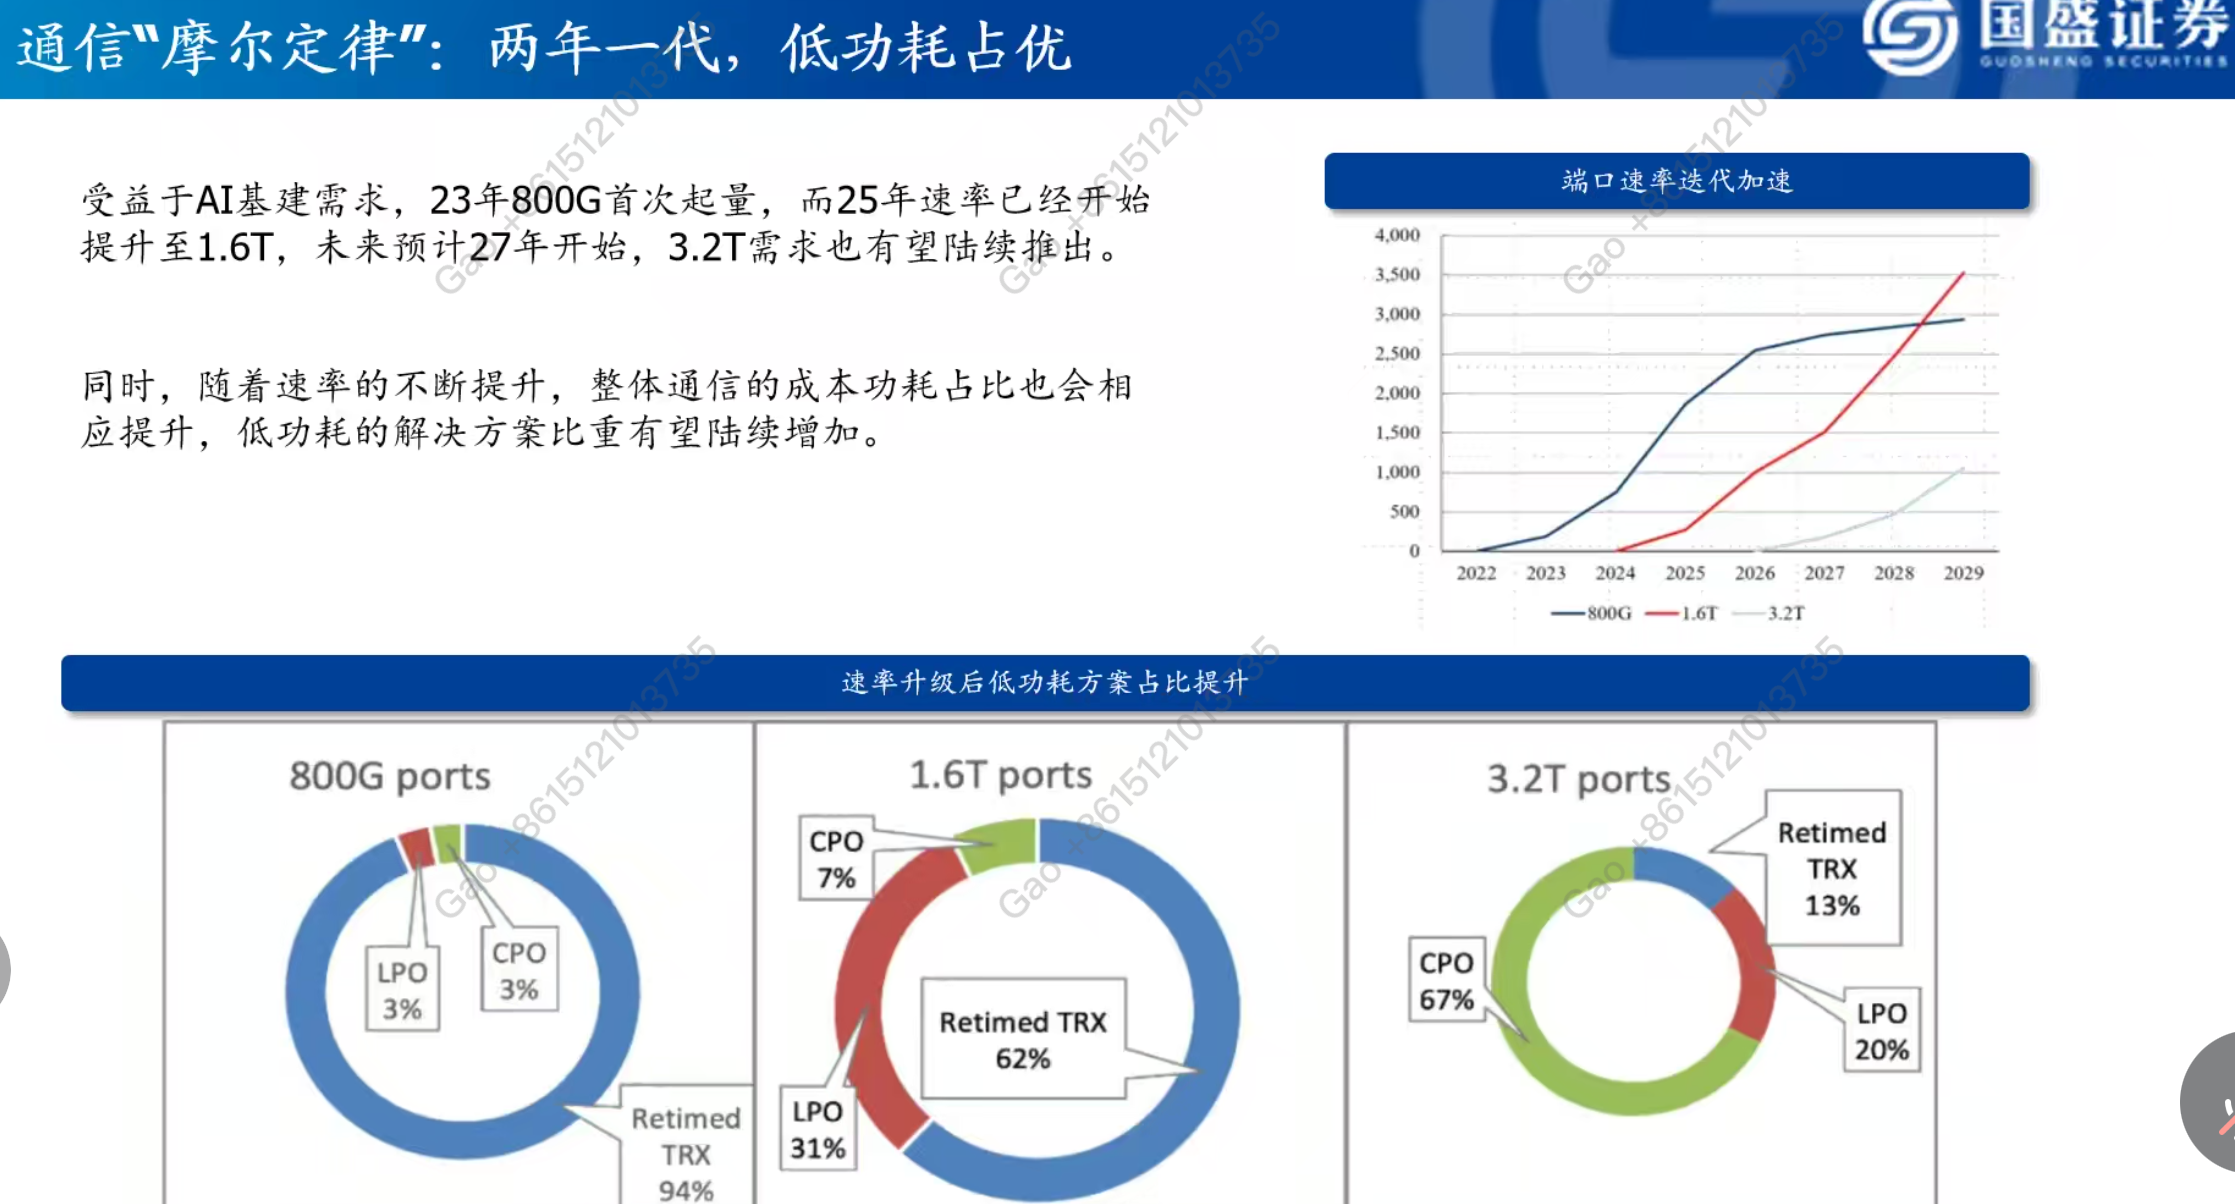 通信“摩尔定律”：两年一代，低功耗占优
国盛证券
GUOSHENG SECURITIES
受益于AI基建需求，23年800G首次起量，而25年速率已经开始
提升至1.6T，未来预计27年开始，3.2T需求也有望陆续推出。
同时，随着速率的不断提升，整体通信的成本功耗占比也会相
应提升，低功耗的解决方案比重有望陆续增加。
端口速率迭代加速
4,000
3,500
3,000
2,500
2,000
1,500
1,000
500
0
2022 2023 2024 2025 2026 2027 2028 2029
800G 1.6T 3.2T
速率升级后低功耗方案占比提升
800G ports
LPO
3%
CPO
3%
Retimed
TRX
94%
1.6T ports
CPO
7%
Retimed TRX
62%
LPO
31%
3.2T ports
Retimed
TRX
13%
CPO
67%
LPO
20%
Gao +8615121013735
Gao +8615121013735
Gao +8615121013735
Gao +8615121013735
Gao +8615121013735
Gao +8615121013735